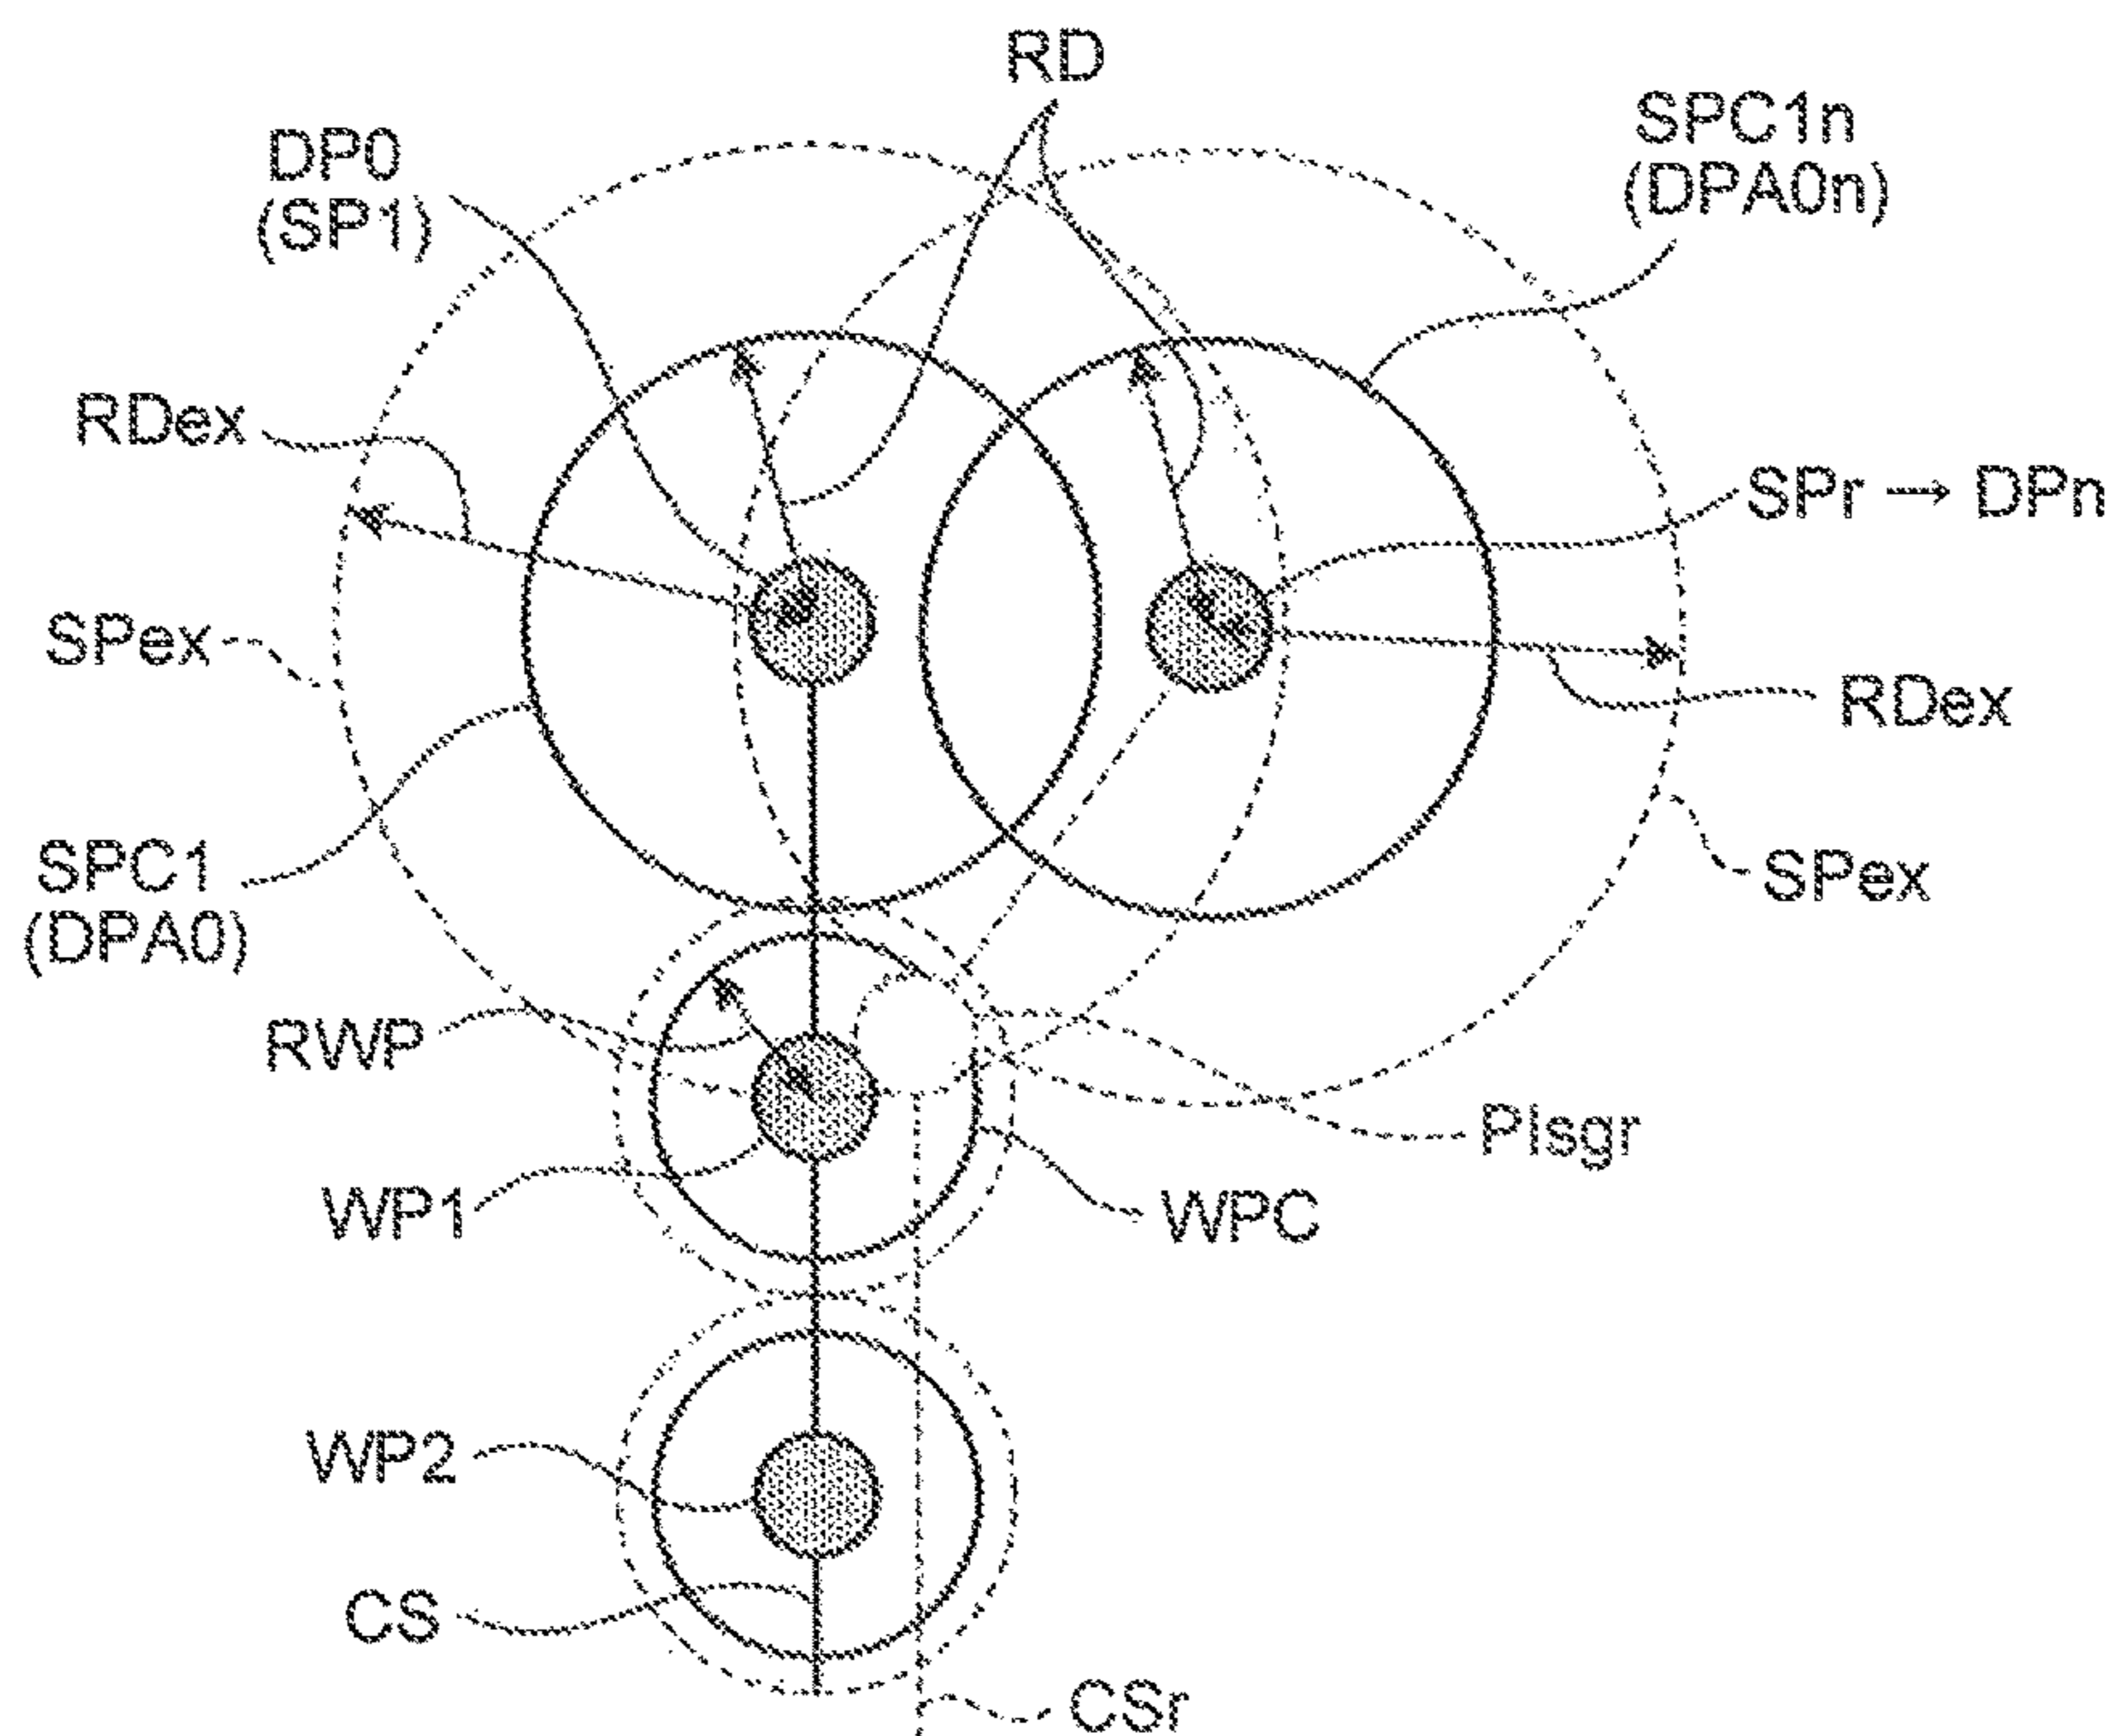 RD
DP0
(SP1)
SPC1n
(DPA0n)
RDex
SPr → DPn
SPex
RDex
SPC1
(DPA0)
SPex
RWP
Plsgr
WP1
WPC
WP2
CS
CSr